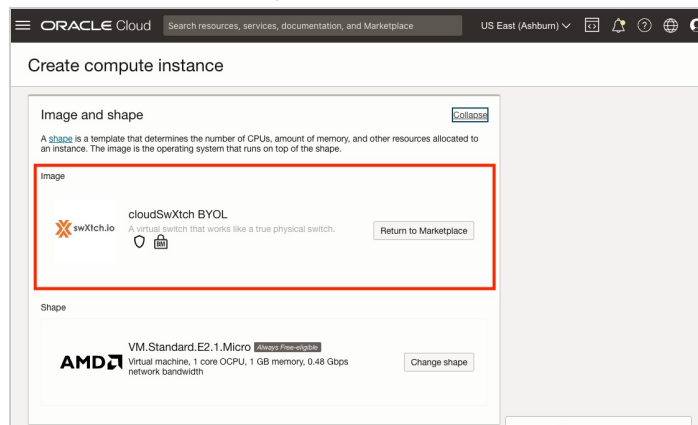 ORACLE Cloud
Search resources, services, documentation, and Marketplace
US East (Ashburn)
Create compute instance
Image and shape
Collapse
A shape is a template that determines the number of CPUs, amount of memory, and other resources allocated to
an instance. The image is the operating system that runs on top of the shape.
Image
swXtch.io
cloudSwXtch BYOL
A virtual switch that works like a true physical switch.
BM
Return to Marketplace
Shape
AMD
VM.Standard.E2.1.Micro Always Free-eligible
Virtual machine, 1 core OCPU, 1 GB memory, 0.48 Gbps
network bandwidth
Change shape